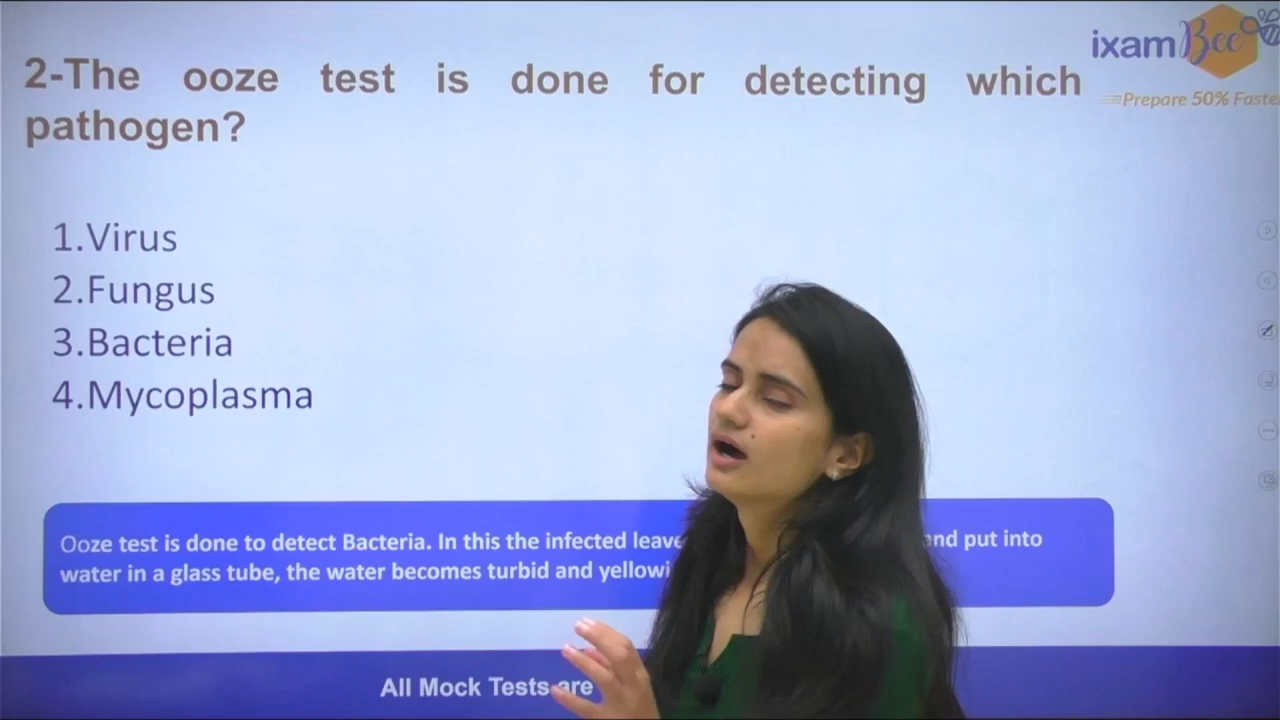 ixamBee
Prepare 50% Faste
2-The ooze test is done for detecting which
pathogen?
1.Virus
2.Fungus
3.Bacteria
4.Mycoplasma
Ooze test is done to detect Bacteria. In this the infected leave and put into
water in a glass tube, the water becomes turbid and yellowi
All Mock Tests are